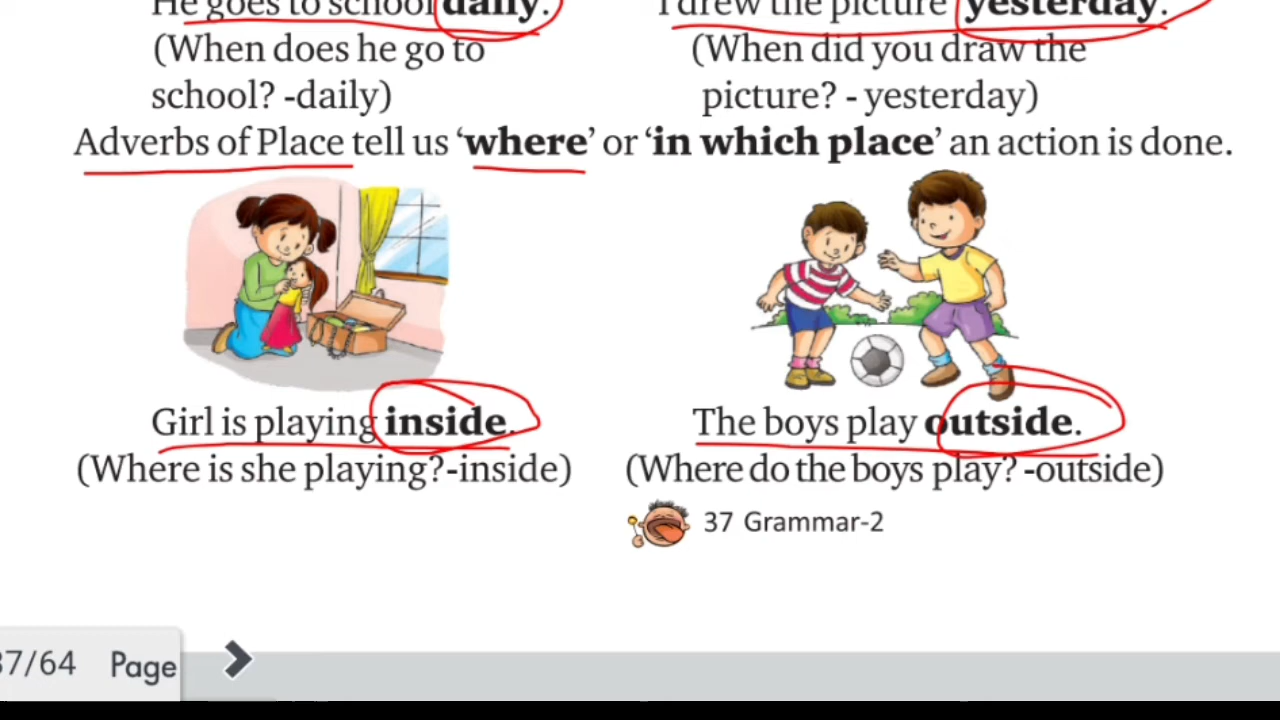 He goes to school daily.
I drew the picture yesterday.
(When does he go to
school? -daily)
(When did you draw the
picture? - yesterday)
Adverbs of Place tell us ‘where’ or ‘in which place’ an action is done.
Girl is playing inside.
(Where is she playing?-inside)
The boys play outside.
(Where do the boys play? -outside)
37 Grammar-2
37/64 Page